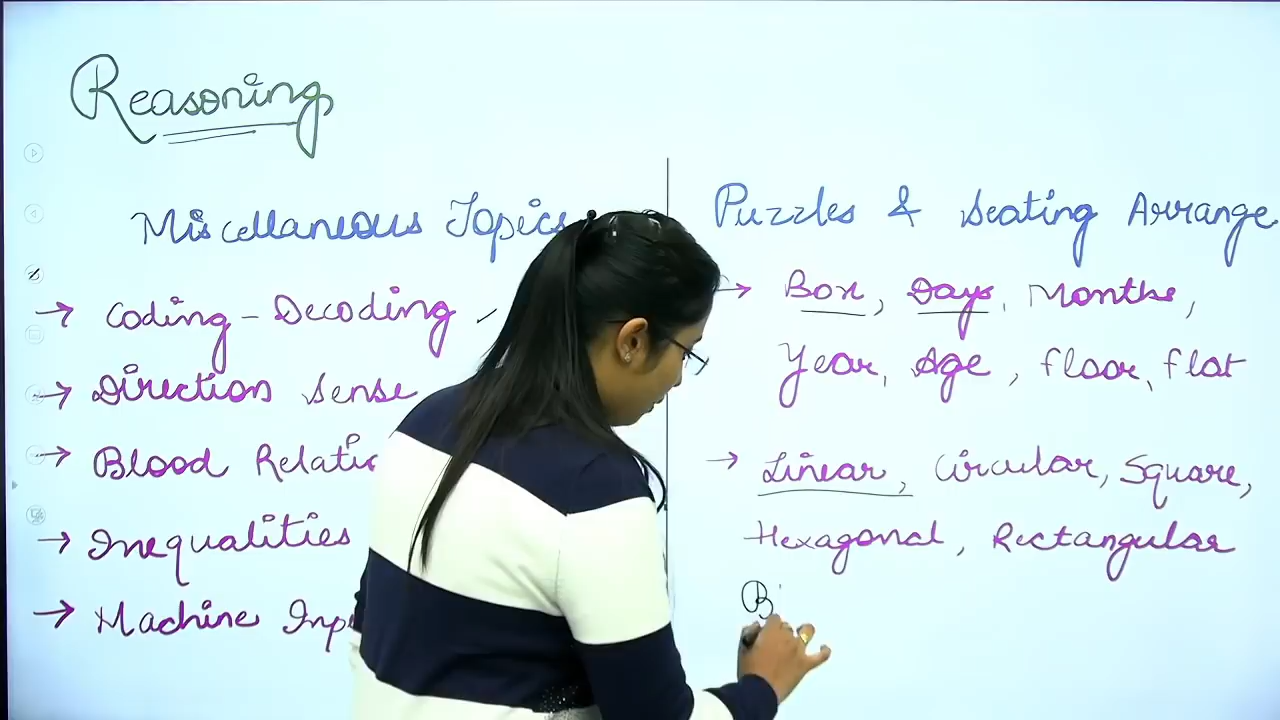 Reasoning
Miscellaneous Topics
→ Coding - Decoding ✓
→ Direction Sense
→ Blood Relatio
→ Inequalities
→ Machine Inp
Puzzles & Seating Arrange
→ Box, Days, Months,
Year, Age, floor, flat
→ Linear, Circular, Square,
Hexagonal, Rectangular
B